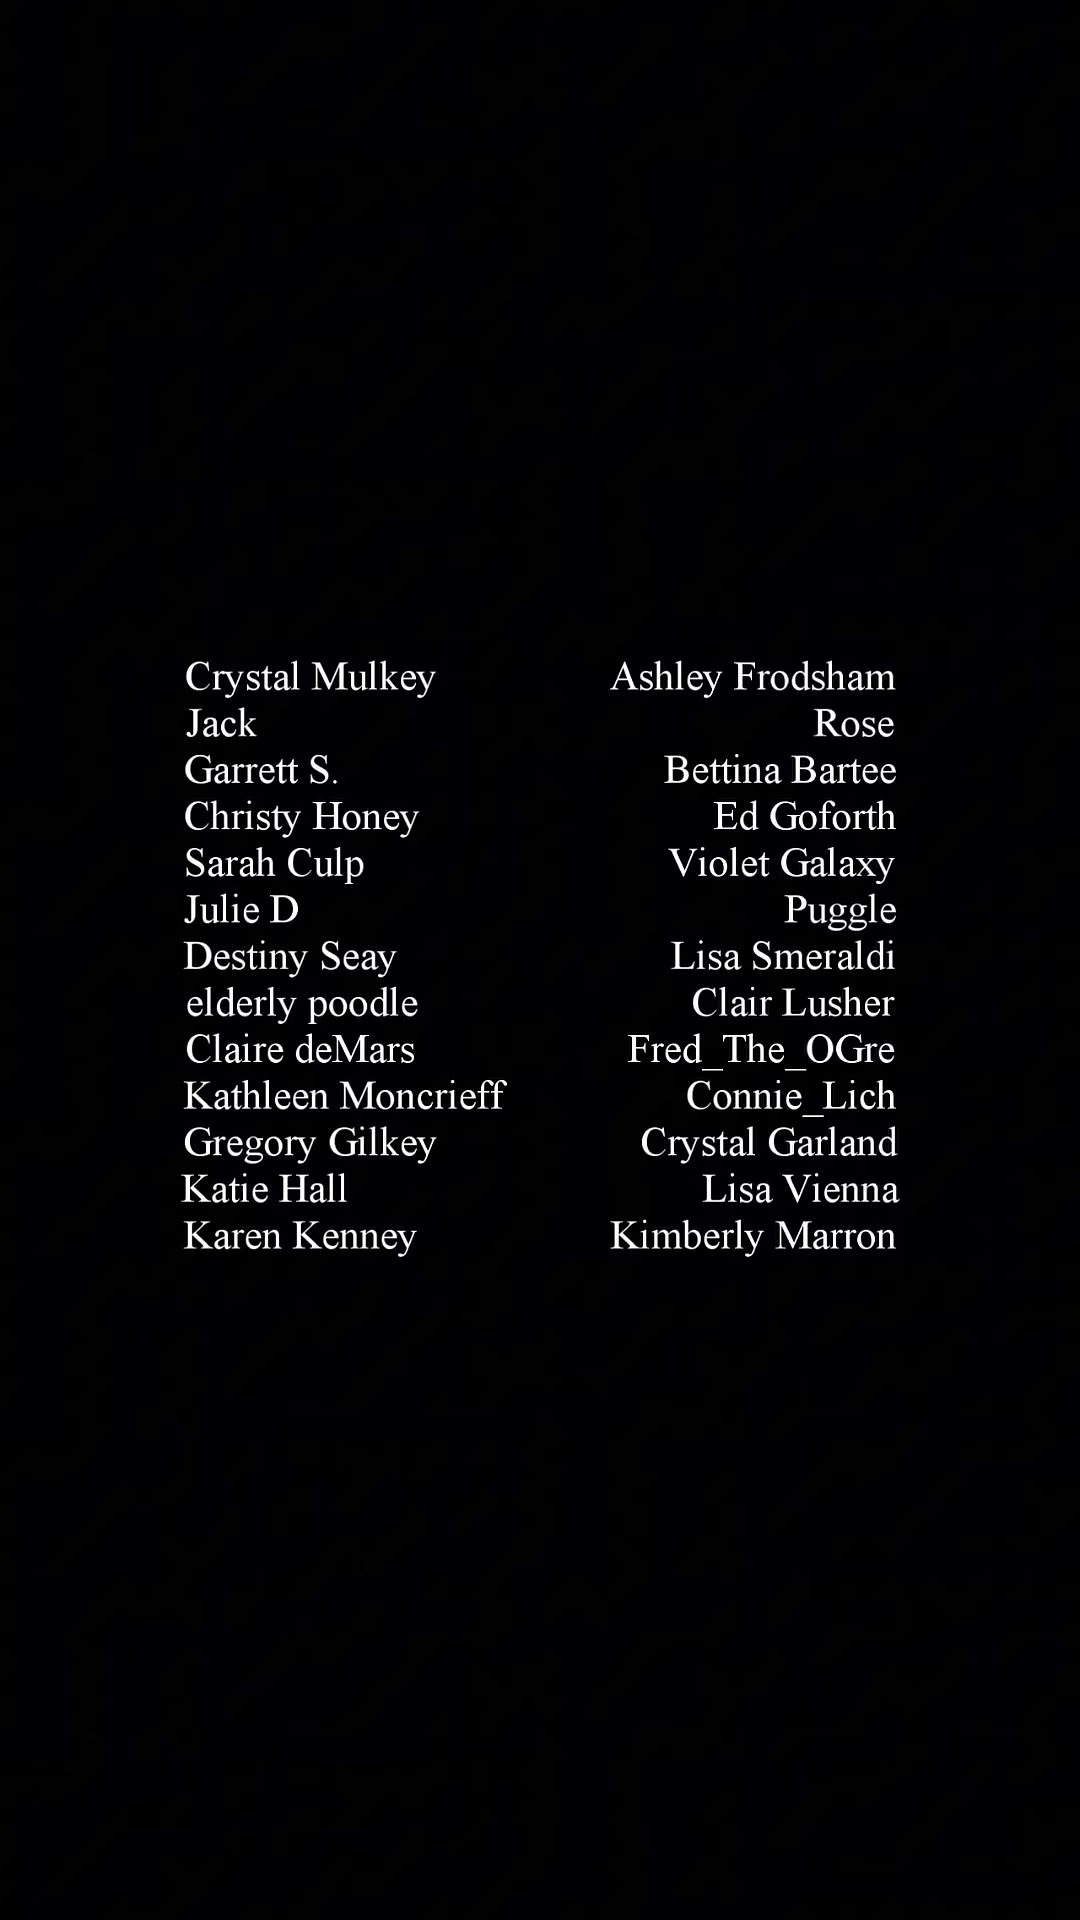 Crystal Mulkey
Jack
Garrett S.
Christy Honey
Sarah Culp
Julie D
Destiny Seay
elderly poodle
Claire deMars
Kathleen Moncrieff
Gregory Gilkey
Katie Hall
Karen Kenney
Ashley Frodsham
Rose
Bettina Bartee
Ed Goforth
Violet Galaxy
Puggle
Lisa Smeraldi
Clair Lusher
Fred_The_OGre
Connie_Lich
Crystal Garland
Lisa Vienna
Kimberly Marron